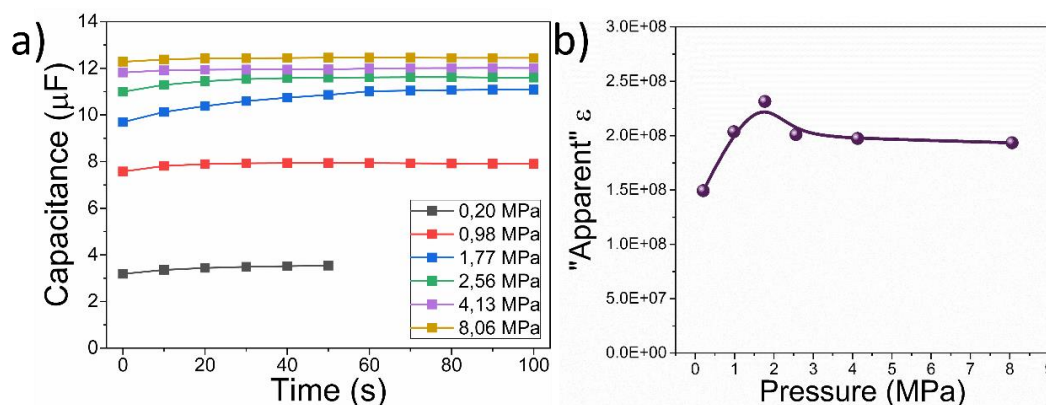 a)
Capacitance (µF)
14
12
10
8
6
4
2
0
0 20 40 60 80 100
Time (s)
0,20 MPa
0,98 MPa
1,77 MPa
2,56 MPa
4,13 MPa
8,06 MPa
b)
"Apparent" ε
3.0E+08
2.5E+08
2.0E+08
1.5E+08
1.0E+08
5.0E+07
0.0E+00
0 1 2 3 4 5 6 7 8 9
Pressure (MPa)